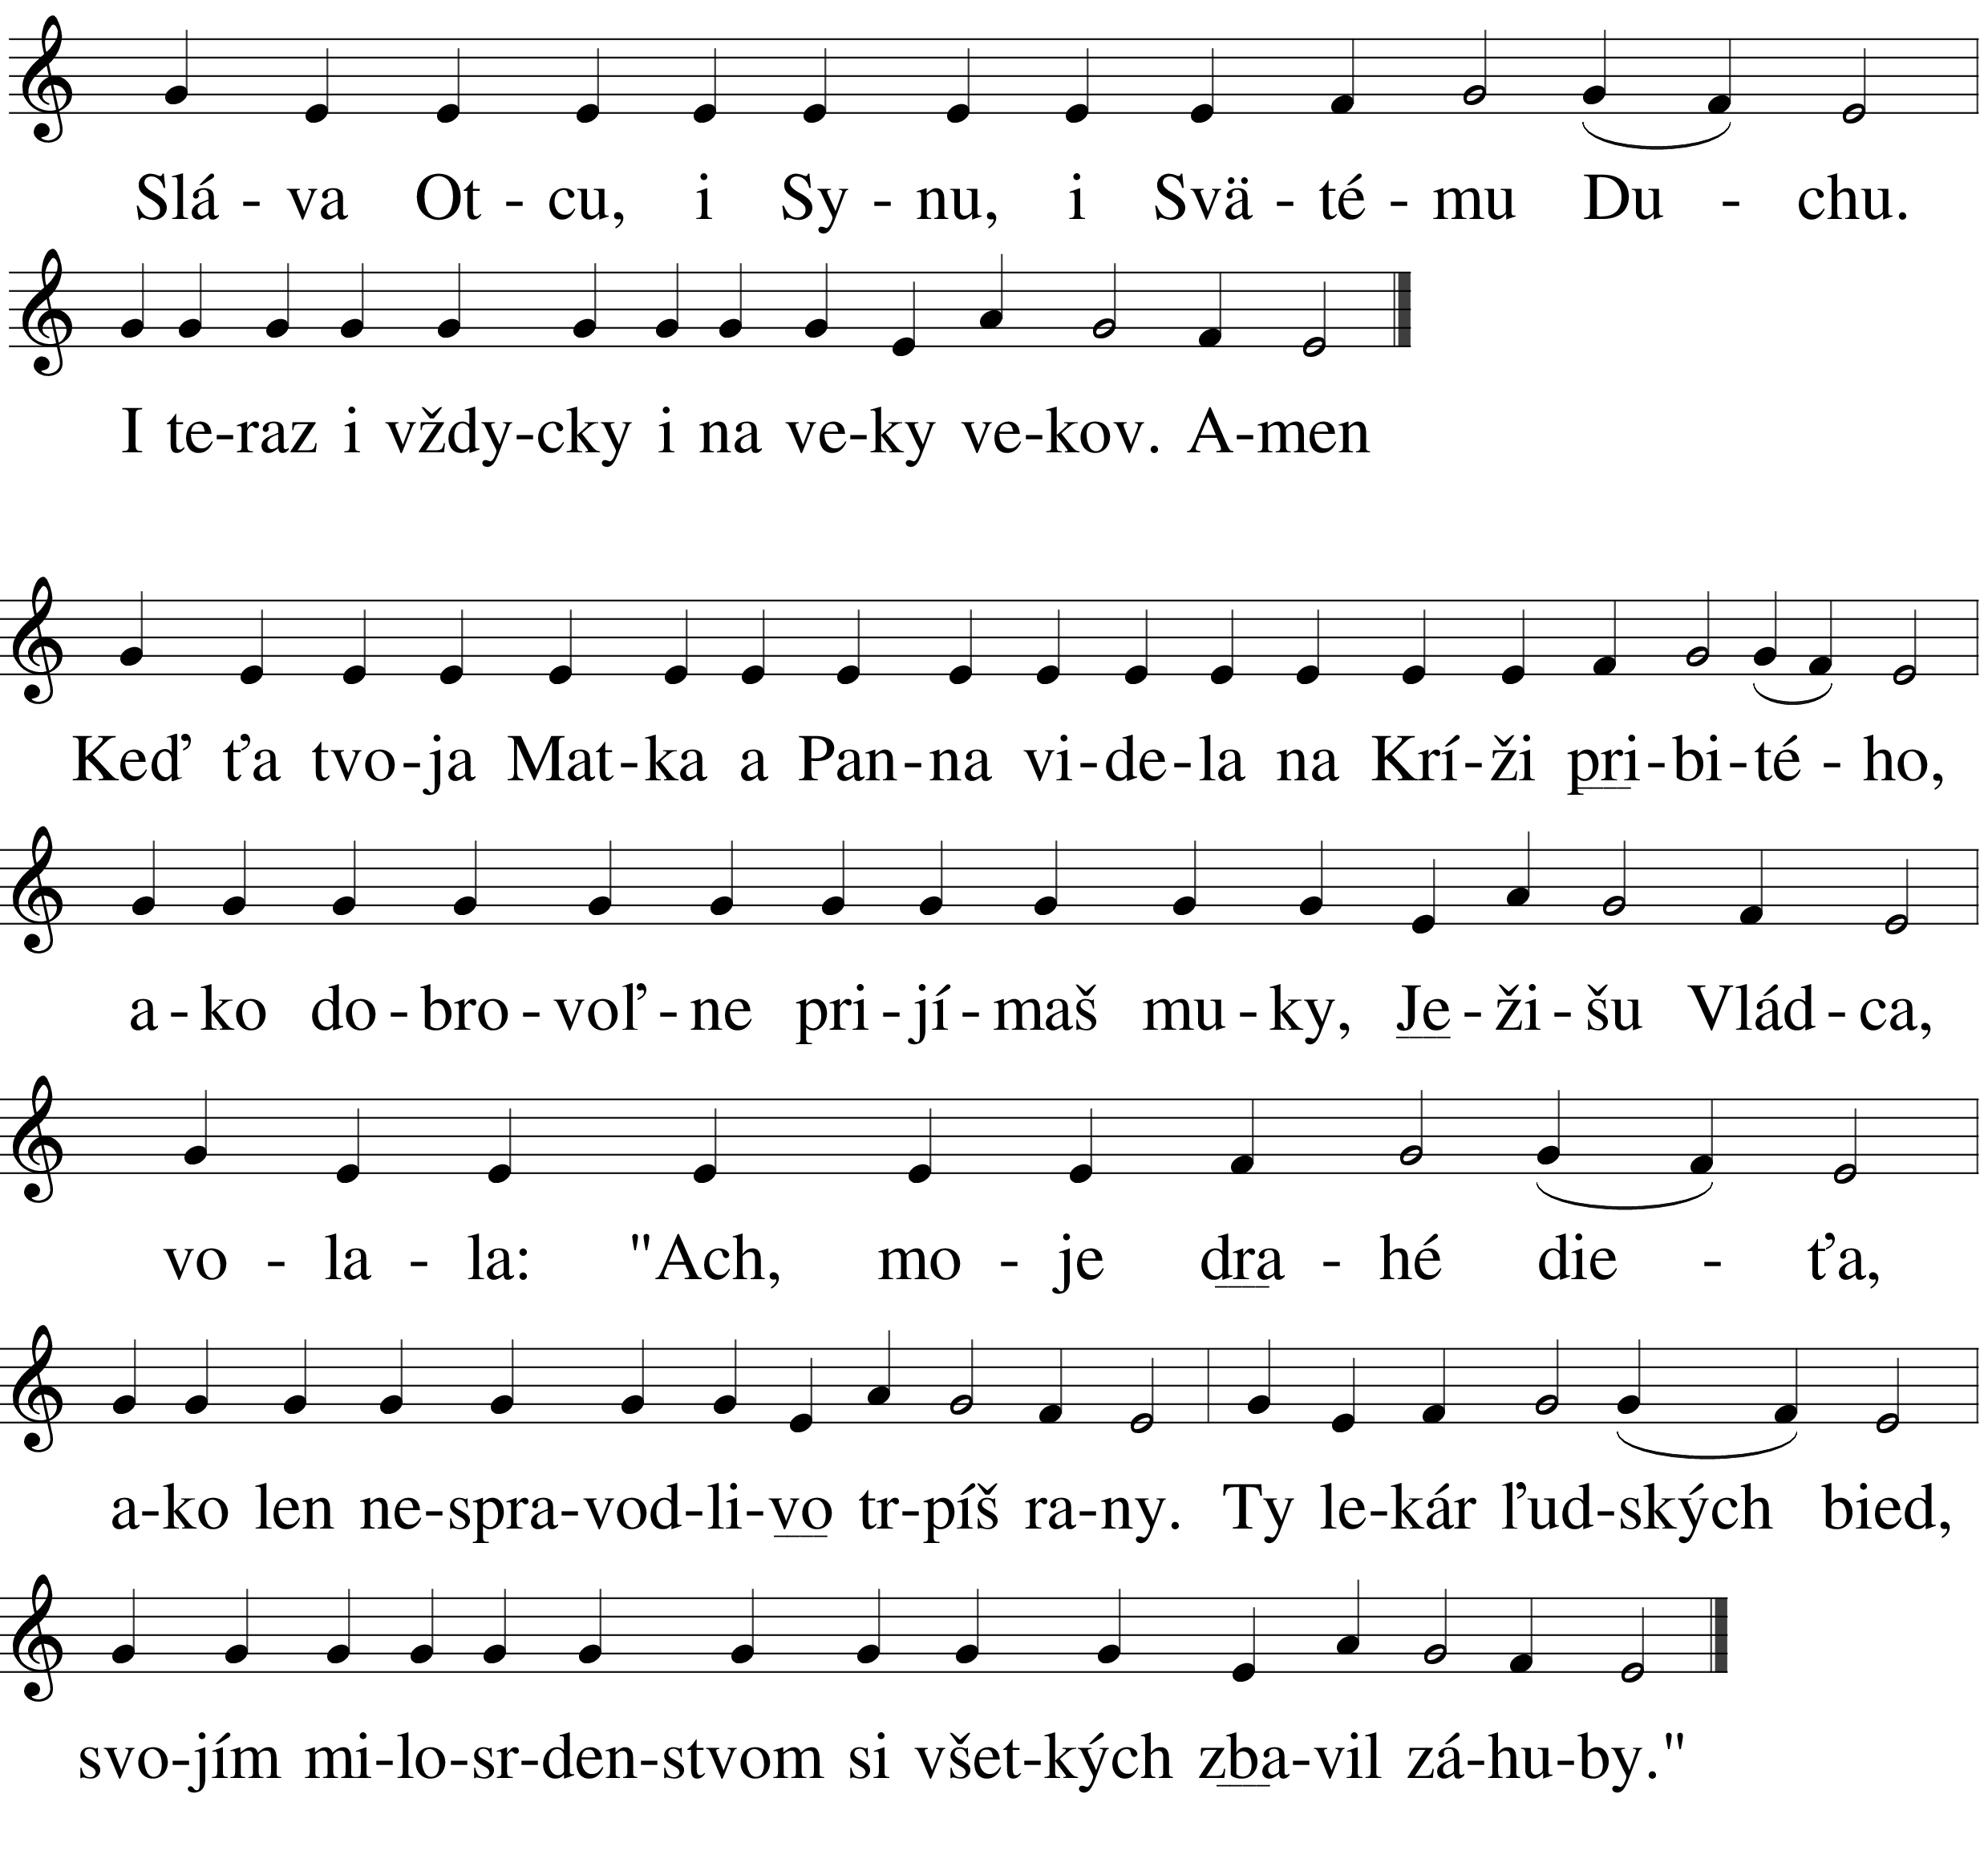 Slá - va Ot - cu, i Sy - nu, i Svä - té - mu Du - chu.
I te-raz i vždy-cky i na ve-ky ve-kov. A-men
Keď ťa tvo-ja Mat-ka a Pan-na vi-de-la na Krí-ži pri-bi-té - ho,
a-ko do-bro-voľ-ne pri-jí-maš mu-ky, Je-ži-šu Vlád-ca,
vo - la - la: "Ach, mo - je dra - hé die - ťa,
a-ko len ne-spra-vod-li-vo tr-píš ra-ny. Ty le-kár ľud-ských bied,
svo-jím mi-lo-sr-den-stvom si všet-kých zba-vil zá-hu-by."